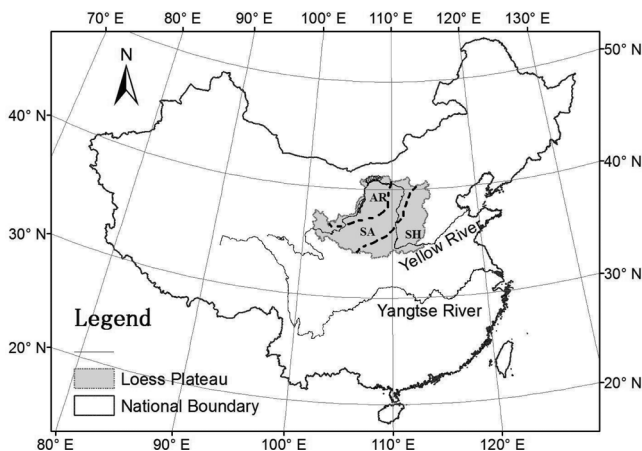 70° E 80° E 90° E 100° E 110° E 120° E 130° E
N
50° N
40° N
40° N
AR
SA
SH
Yellow River
30° N
30° N
Yangtse River
Legend
20° N
Loess Plateau
20° N
National Boundary
80° E 90° E 100° E 110° E 120° E